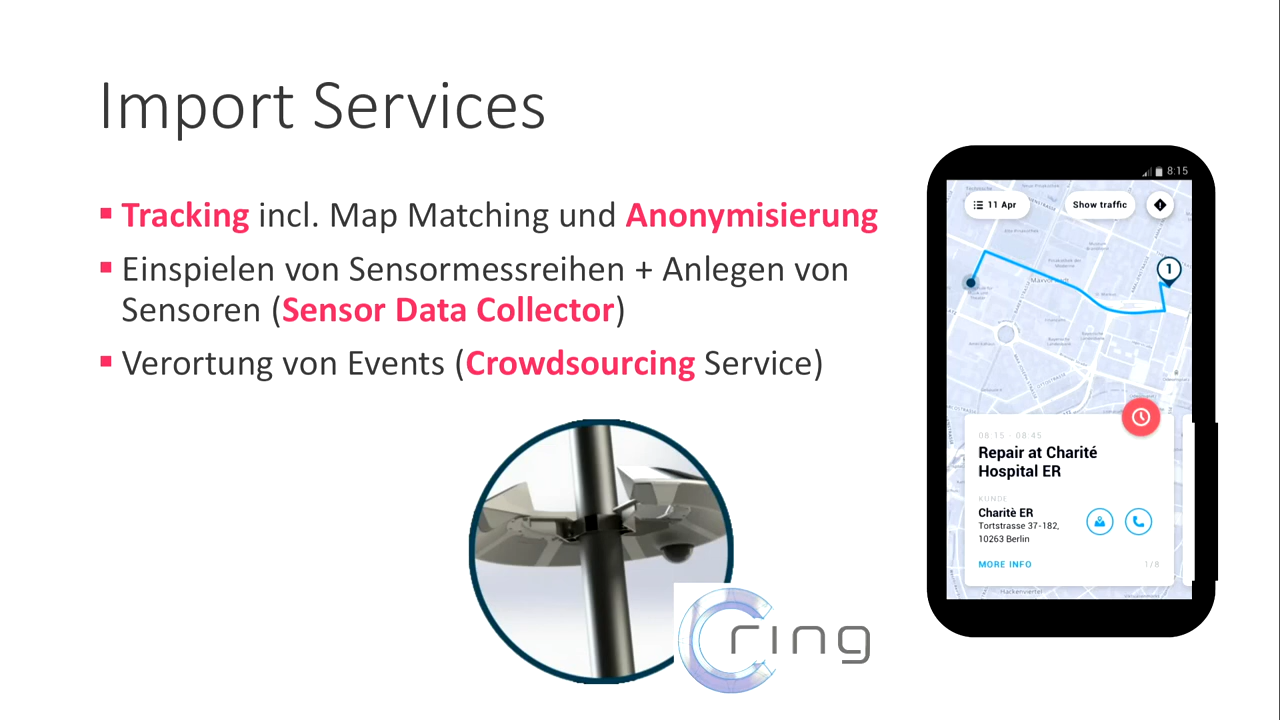 Import Services
Tracking incl. Map Matching und Anonymisierung
Einspielen von Sensormessreihen + Anlegen von
Sensoren (Sensor Data Collector)
Verortung von Events (Crowdsourcing Service)
Cring
8:15
11 Apr
Show traffic
1
08:15 - 08:45
Repair at Charité
Hospital ER
KUNDE
Charitè ER
Tortstrasse 37-182,
10263 Berlin
MORE INFO
1/8
Hackenviertel